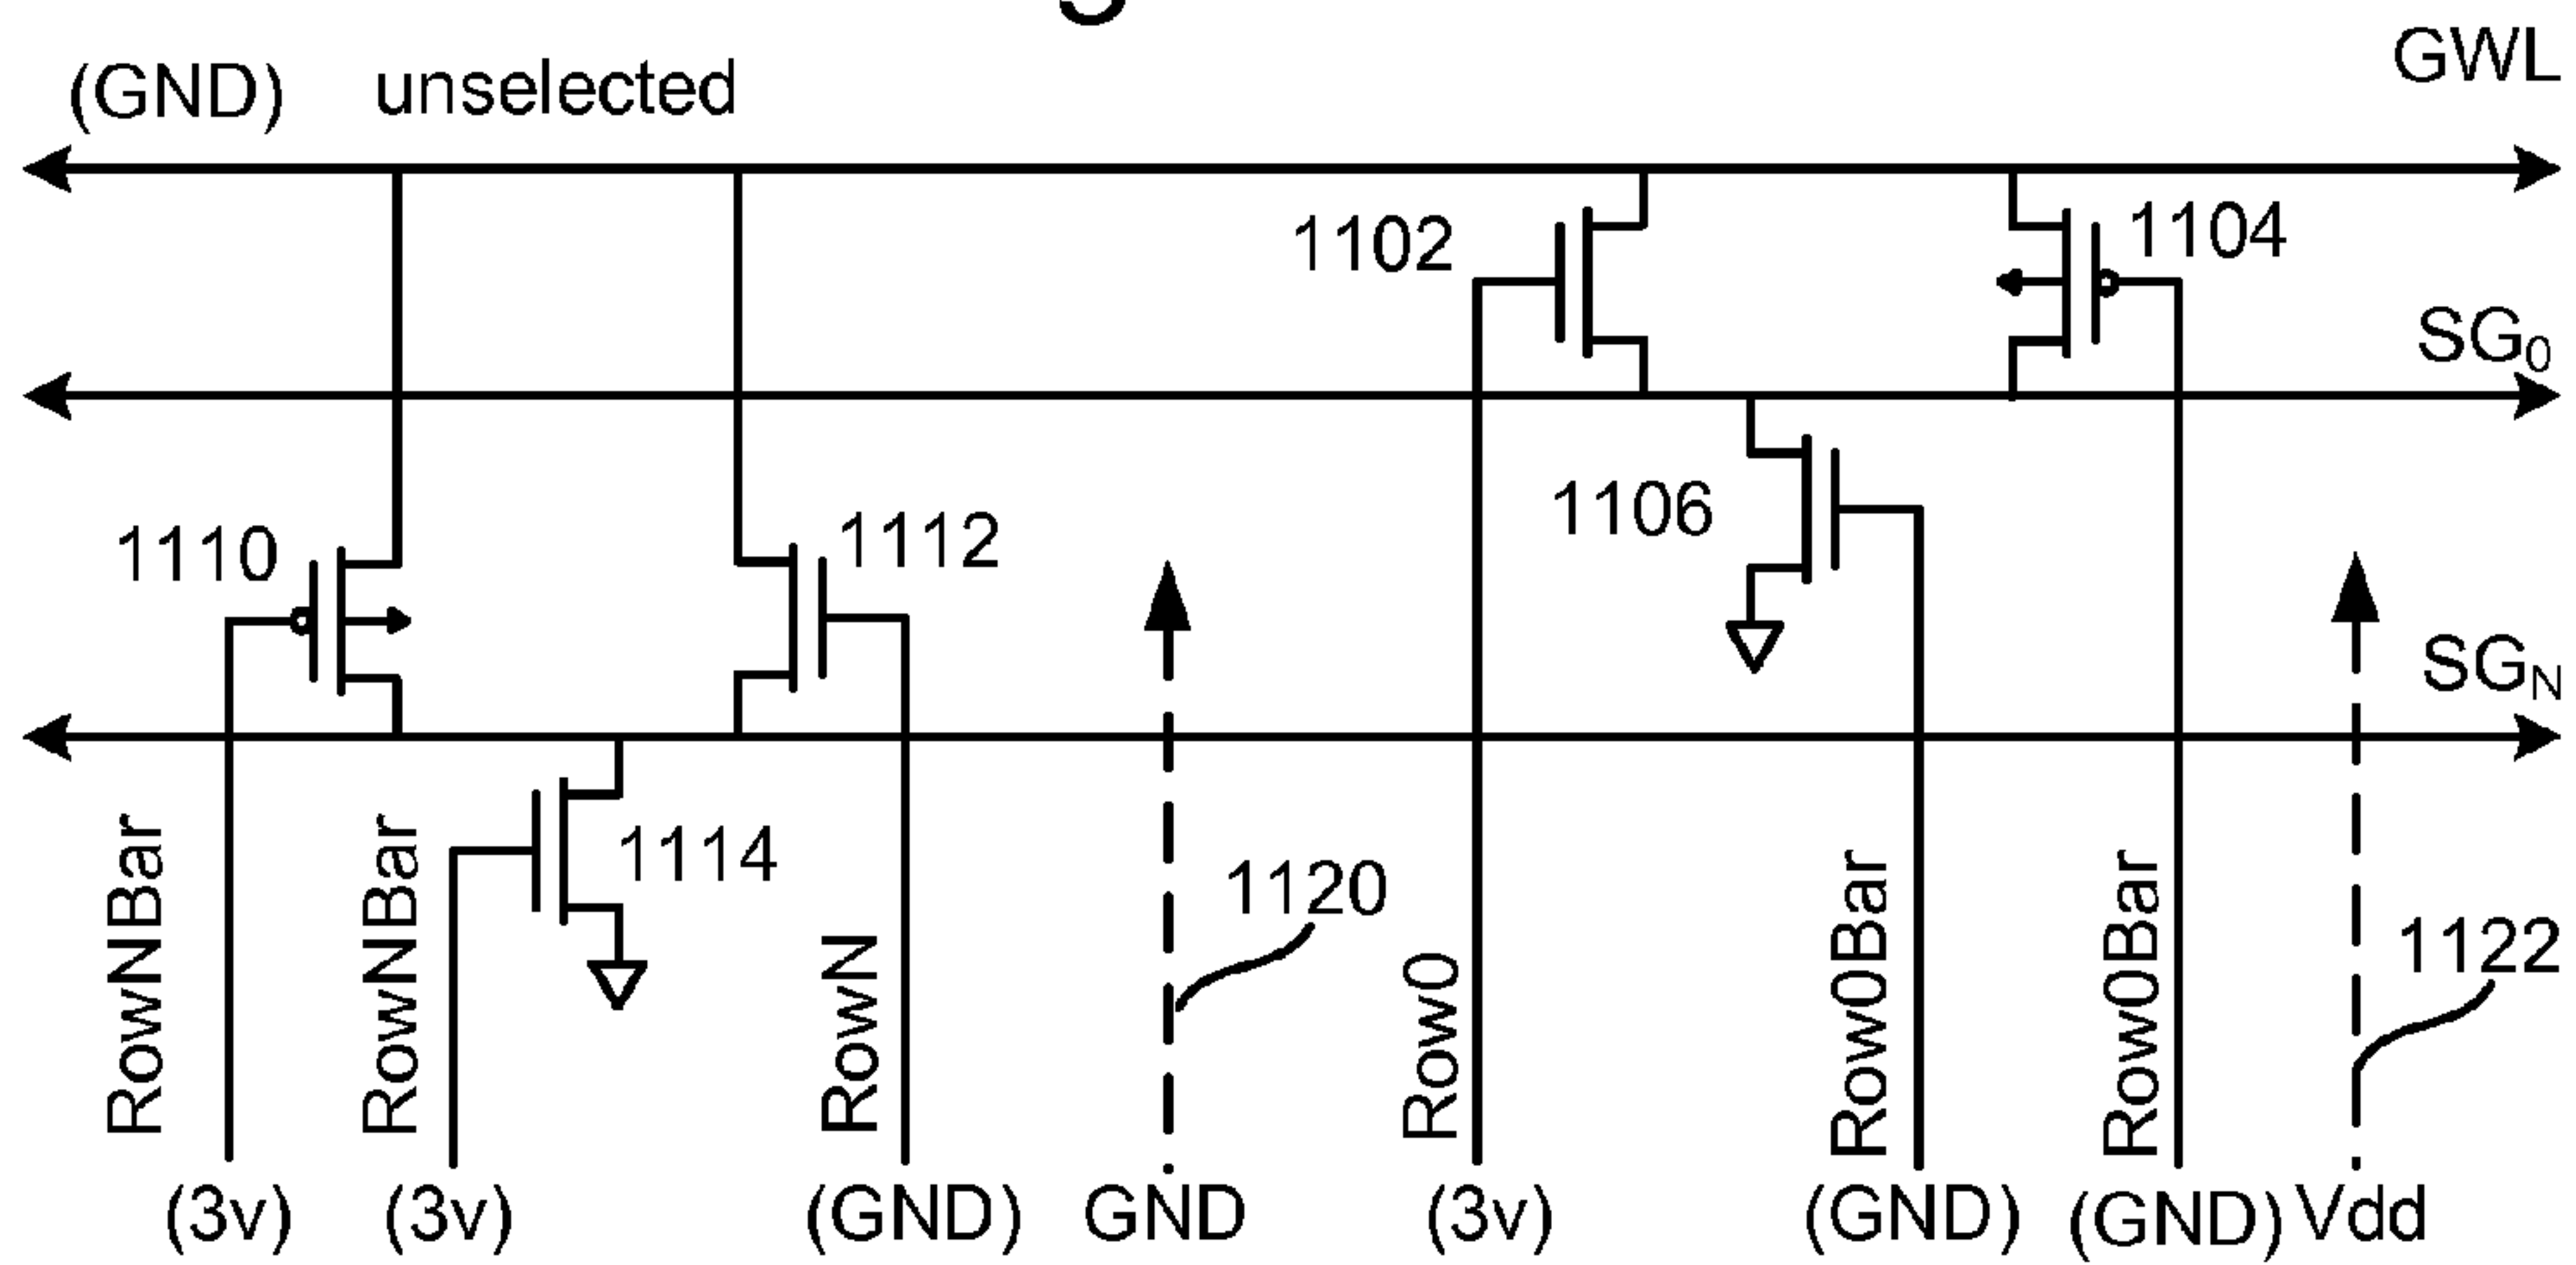 g
(GND) unselected GWL
1102 1104
SG0
1106
1110 1112
SGN
1114
1120
1122
RowNBar RowNBar RowN Row0 Row0Bar Row0Bar
(3v) (3v) (GND) GND (3v) (GND) (GND) Vdd